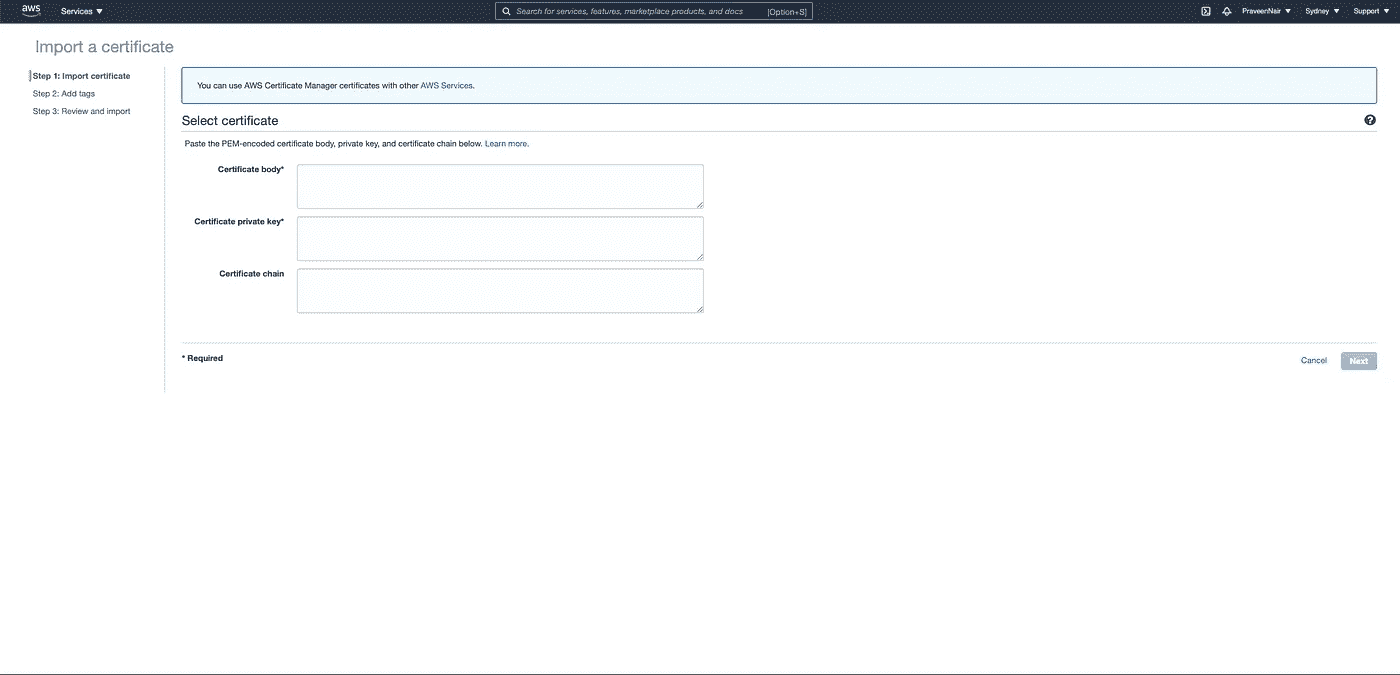 aws Services Search for services, features, marketplace products, and docs [Option+S] PraveenNair Sydney Support
Import a certificate
Step 1: Import certificate
Step 2: Add tags
Step 3: Review and import
You can use AWS Certificate Manager certificates with other AWS Services.
Select certificate
Paste the PEM-encoded certificate body, private key, and certificate chain below. Learn more.
Certificate body*
Certificate private key*
Certificate chain
* Required
Cancel Next